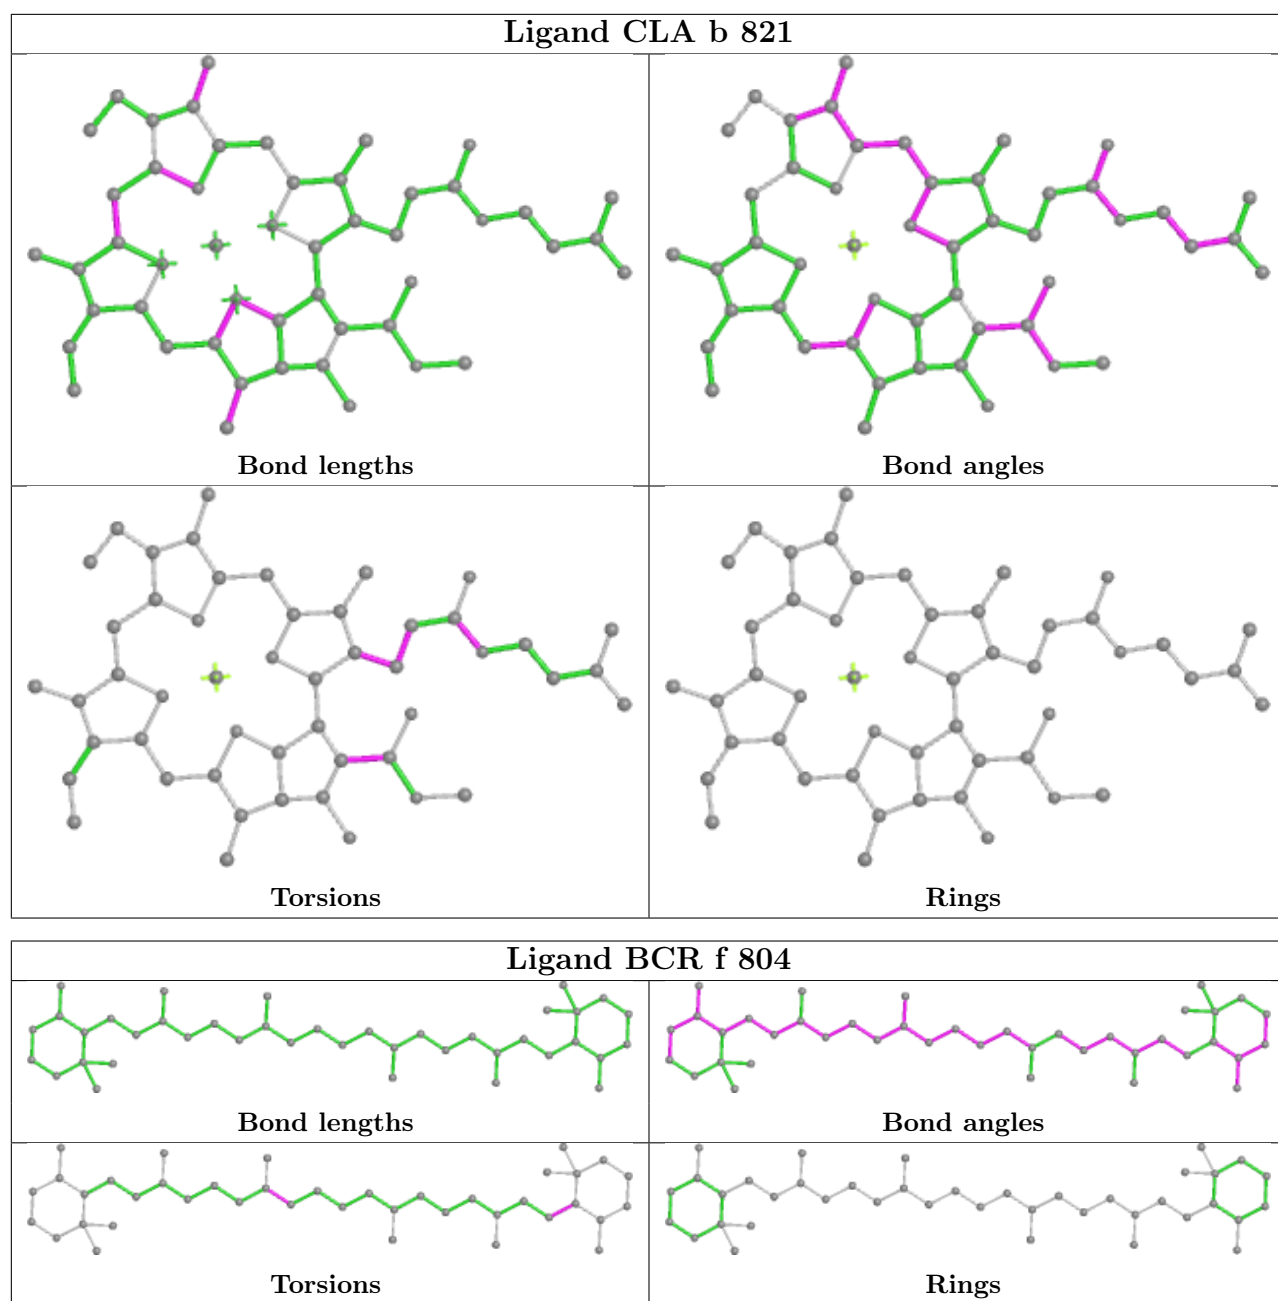 Ligand CLA b 821
Bond lengths
Bond angles
Torsions
Rings
Ligand BCR f 804
Bond lengths
Bond angles
Torsions
Rings